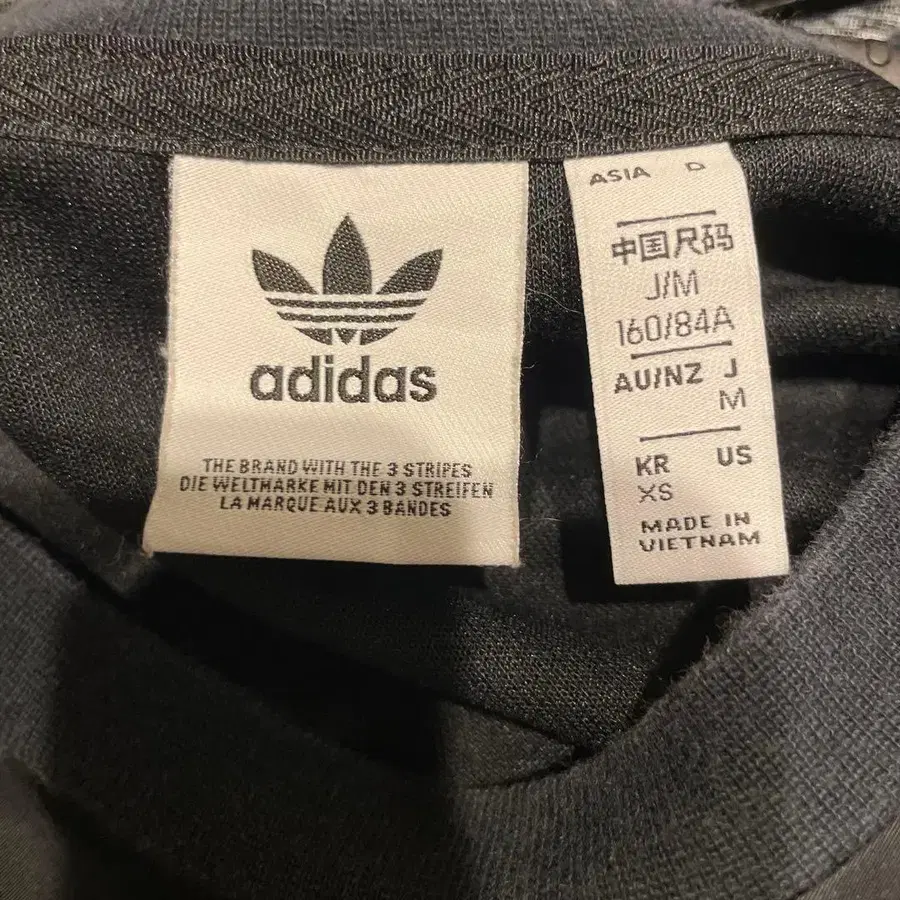 adidas
THE BRAND WITH THE 3 STRIPES
DIE WELTMARKE MIT DEN 3 STREIFEN
LA MARQUE AUX 3 BANDES
ASIA D
中国尺码
J/M
160/84A
AU/NZ J
M
KR US
XS
MADE IN
VIETNAM